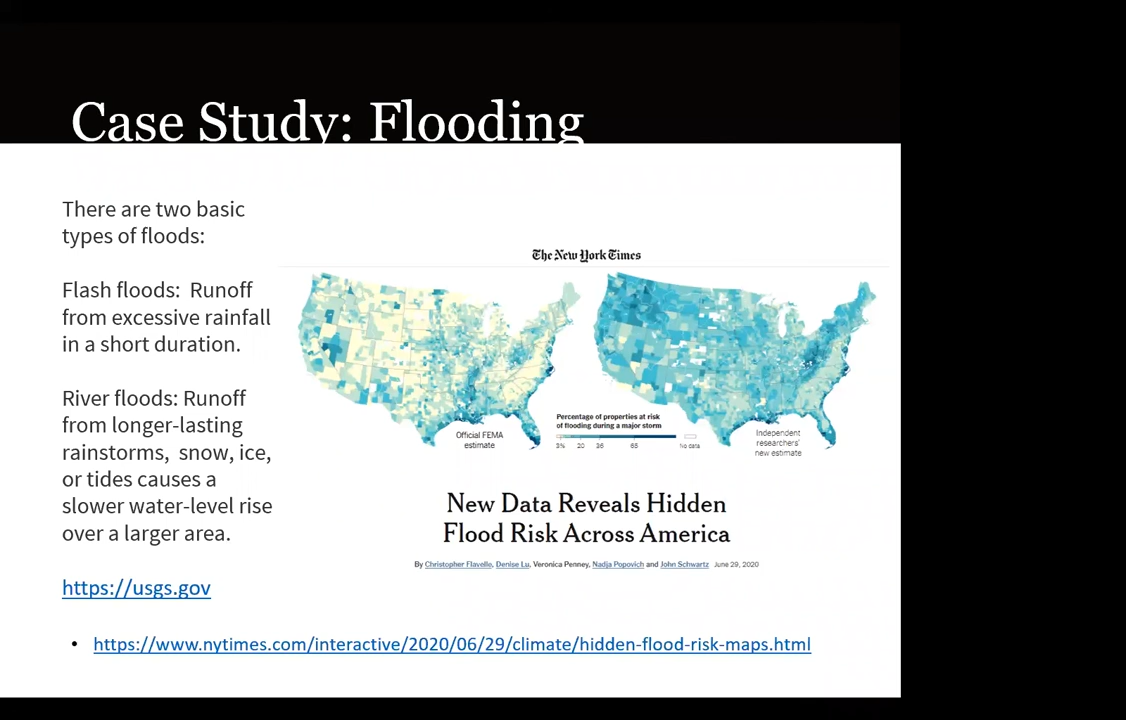 Case Study: Flooding
There are two basic
types of floods:
Flash floods: Runoff
from excessive rainfall
in a short duration.
River floods: Runoff
from longer-lasting
rainstorms, snow, ice,
or tides causes a
slower water-level rise
over a larger area.
https://usgs.gov
The New York Times
Percentage of properties at risk
of flooding during a major storm
Official FEMA
estimate
Independent
researchers'
new estimate
No data
New Data Reveals Hidden
Flood Risk Across America
By Christopher Flavelle, Denise Lu, Veronica Penney, Nadja Popovich and John Schwartz June 29, 2020
• https://www.nytimes.com/interactive/2020/06/29/climate/hidden-flood-risk-maps.html